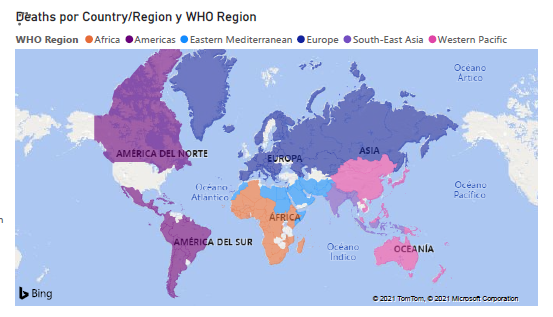 Deaths por Country/Region y WHO Region
WHO Region Africa Americas Eastern Mediterranean Europe South-East Asia Western Pacific
Océano
Ártico
AMÉRICA DEL NORTE
EUROPA
ASIA
Océano
Atlántico
Océano
Pacífico
ÁFRICA
AMÉRICA DEL SUR
Océano
Índico
OCEANÍA
Bing
© 2021 TomTom, © 2021 Microsoft Corporation